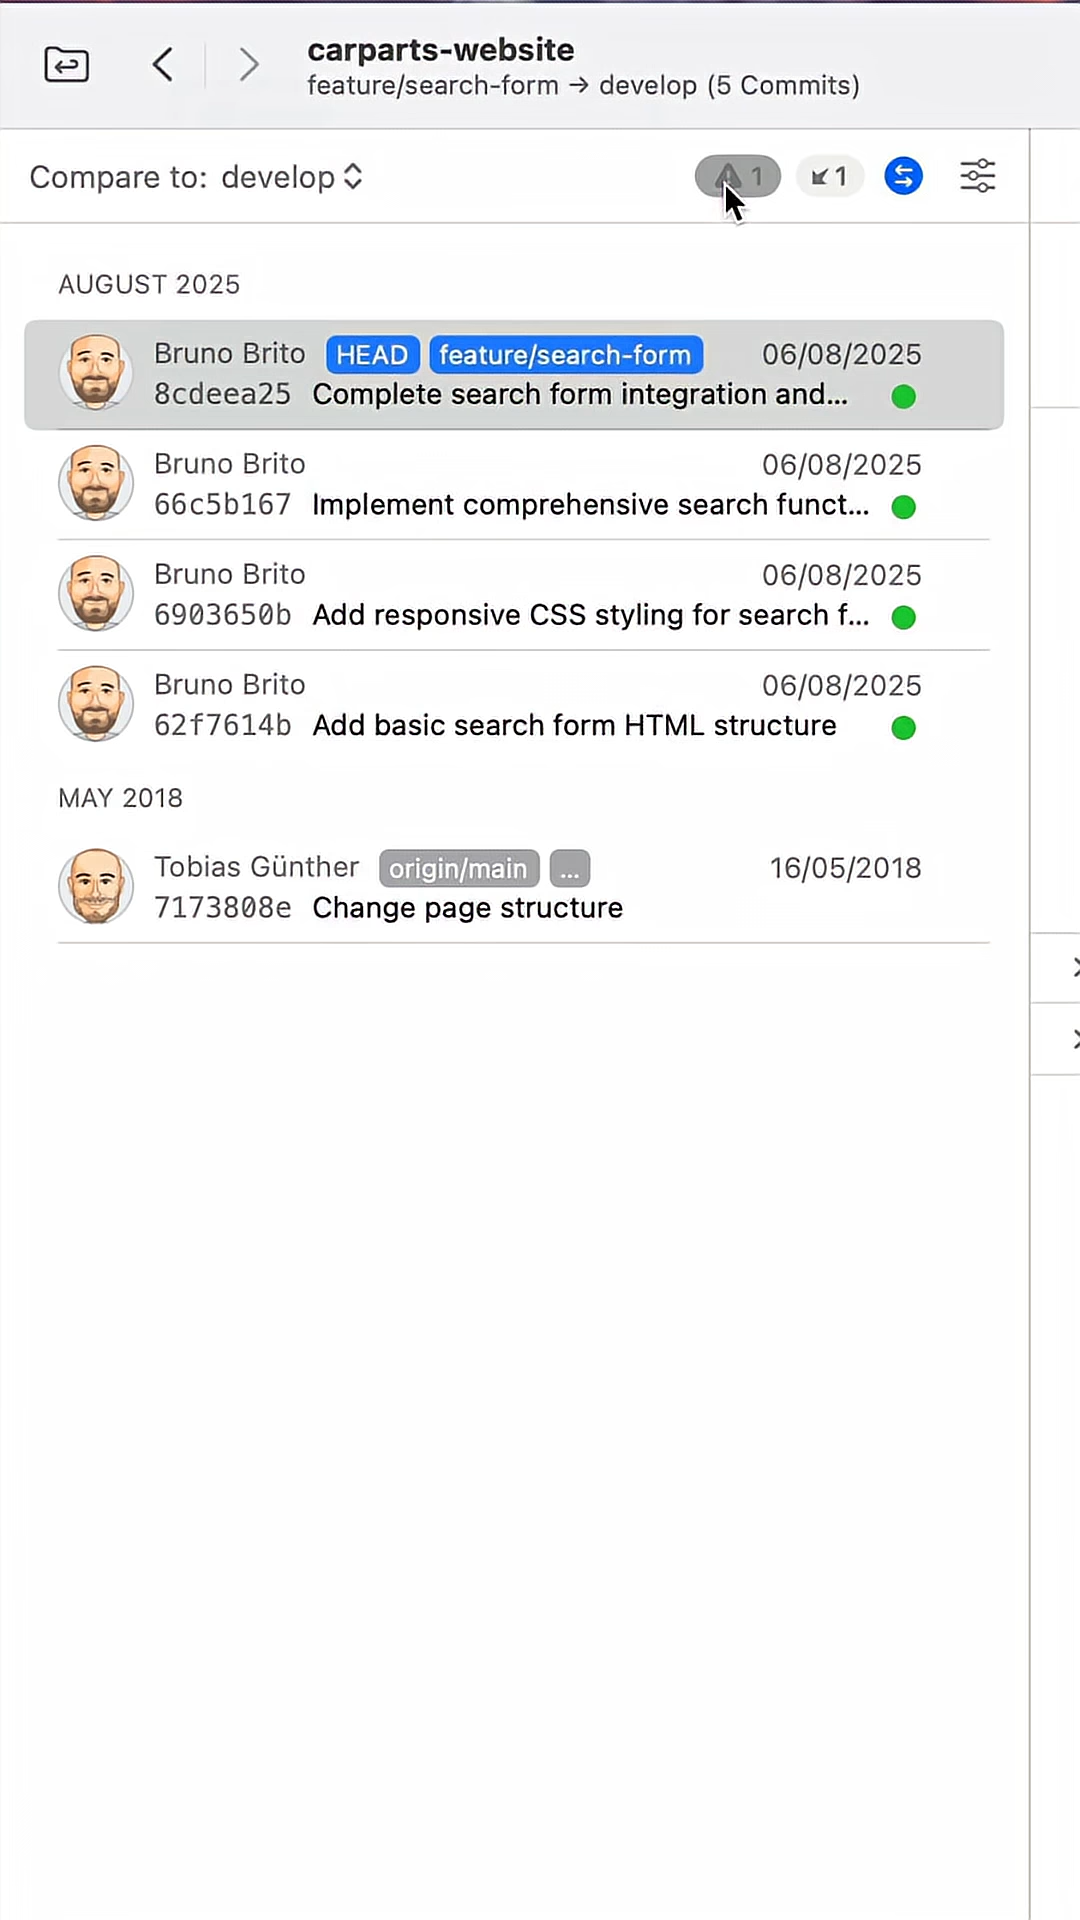 carparts-website
feature/search-form → develop (5 Commits)
Compare to: develop
1
1
AUGUST 2025
Bruno Brito HEAD feature/search-form 06/08/2025
8cdeea25 Complete search form integration and...
Bruno Brito 06/08/2025
66c5b167 Implement comprehensive search funct...
Bruno Brito 06/08/2025
6903650b Add responsive CSS styling for search f...
Bruno Brito 06/08/2025
62f7614b Add basic search form HTML structure
MAY 2018
Tobias Günther origin/main ... 16/05/2018
7173808e Change page structure